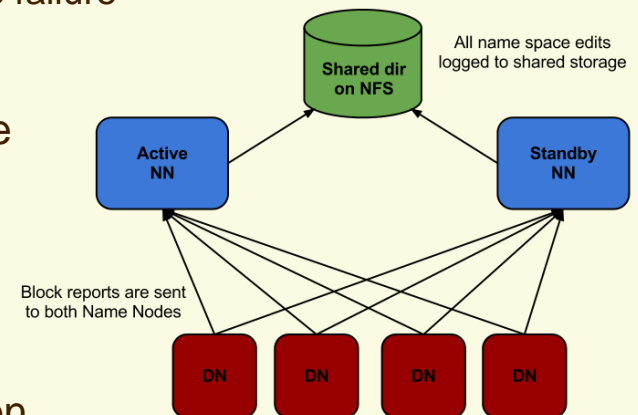 failure
All name space edits
logged to shared storage
Shared dir
on NFS
e
Active
NN
Standby
NN
Block reports are sent
to both Name Nodes
DN
DN
DN
DN